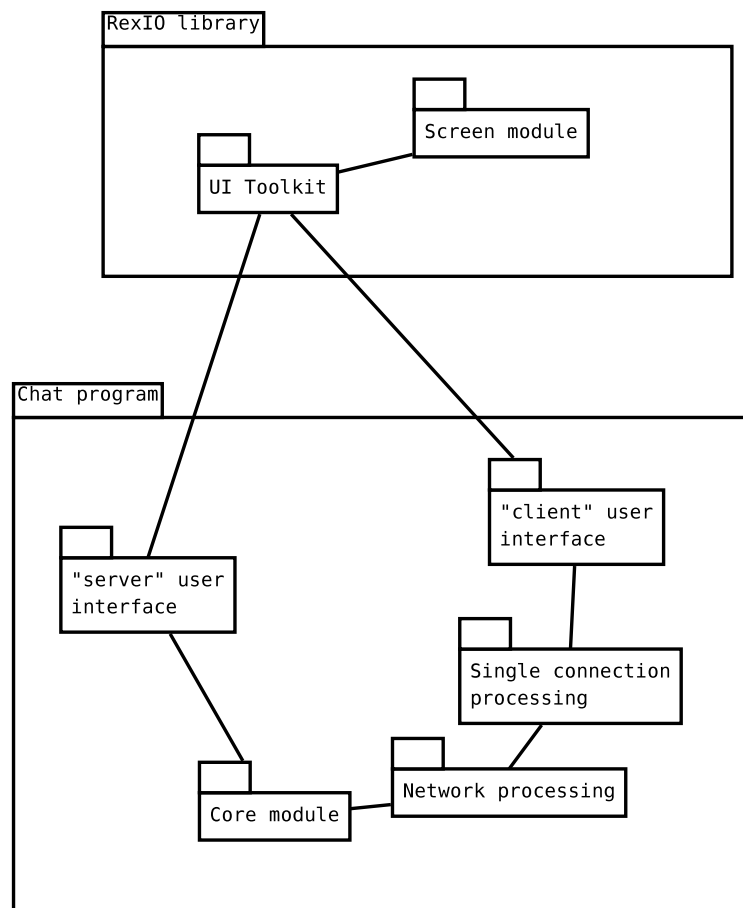 RexIO library
Screen module
UI Toolkit
Chat program
"client" user
interface
"server" user
interface
Single connection
processing
Network processing
Core module